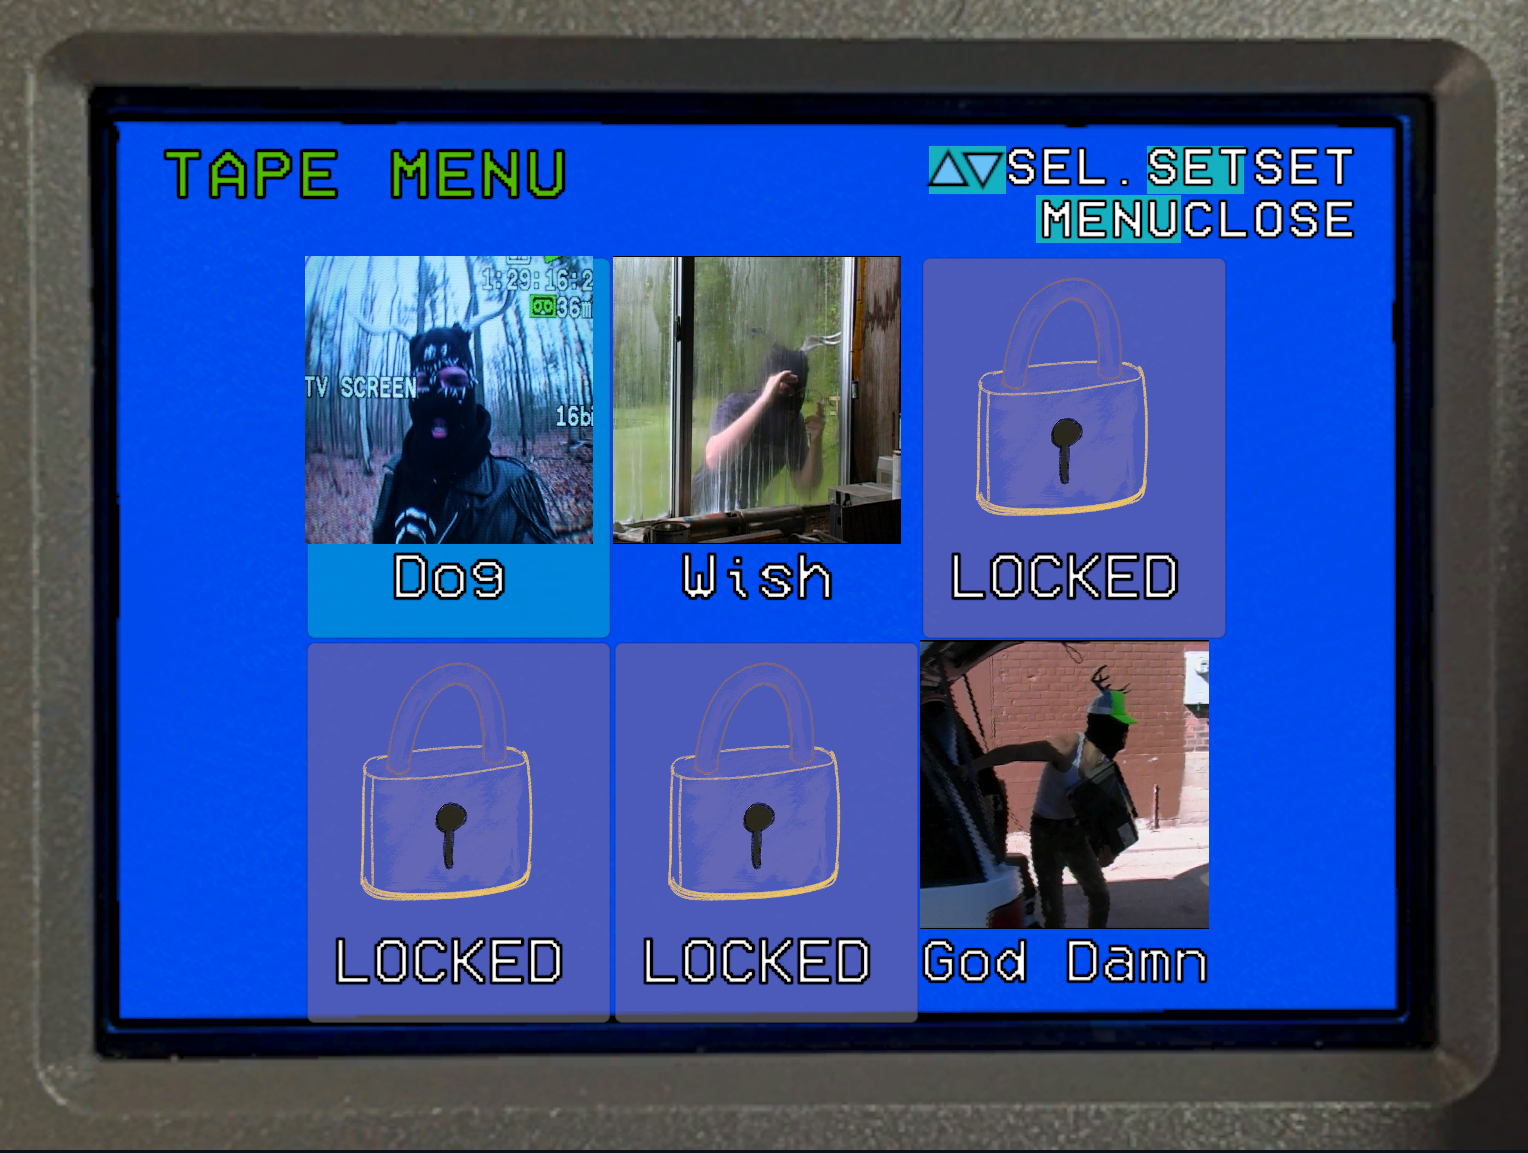 TAPE MENU
△▽SEL. SETSET
MENUCLOSE
1:29:16:2
36m
TV SCREEN
16bi
Dog
Wish
LOCKED
LOCKED
LOCKED
God Damn